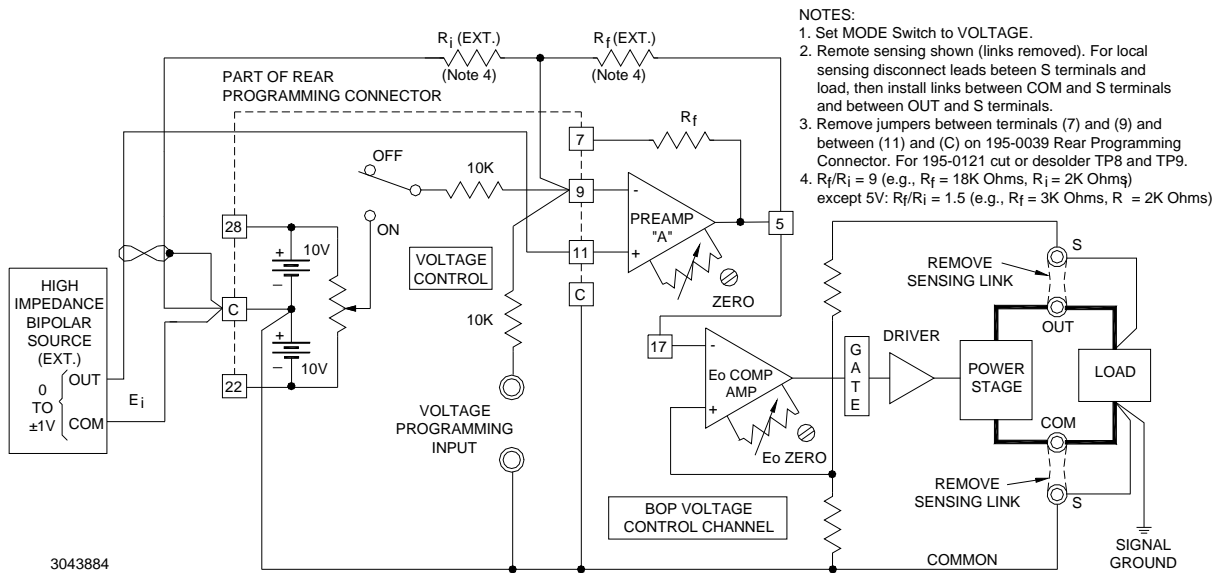 NOTES:
1. Set MODE Switch to VOLTAGE.
2. Remote sensing shown (links removed). For local
sensing disconnect leads beteen S terminals and
load, then install links between COM and S terminals
and between OUT and S terminals.
3. Remove jumpers between terminals (7) and (9) and
between (11) and (C) on 195-0039 Rear Programming
Connector. For 195-0121 cut or desolder TP8 and TP9.
4. Rf/Ri = 9 (e.g., Rf = 18K Ohms, Ri = 2K Ohms)
except 5V: Rf/Ri = 1.5 (e.g., Rf = 3K Ohms, Ri = 2K Ohms)
Ri (EXT.)
(Note 4)
Rf (EXT.)
(Note 4)
PART OF REAR
PROGRAMMING CONNECTOR
7
Rf
OFF
10K
9
-
PREAMP
"A"
+
11
5
ON
28
+
10V
–
C
+
10V
–
22
VOLTAGE
CONTROL
C
ZERO
10K
HIGH
IMPEDANCE
BIPOLAR
SOURCE
(EXT.)
OUT
0
TO
±1V
COM
Ei
VOLTAGE
PROGRAMMING
INPUT
17
-
Eo COMP
AMP
+
Eo ZERO
GATE
DRIVER
POWER
STAGE
S
REMOVE
SENSING LINK
OUT
LOAD
COM
REMOVE
SENSING LINK
S
BOP VOLTAGE
CONTROL CHANNEL
COMMON
SIGNAL
GROUND
3043884